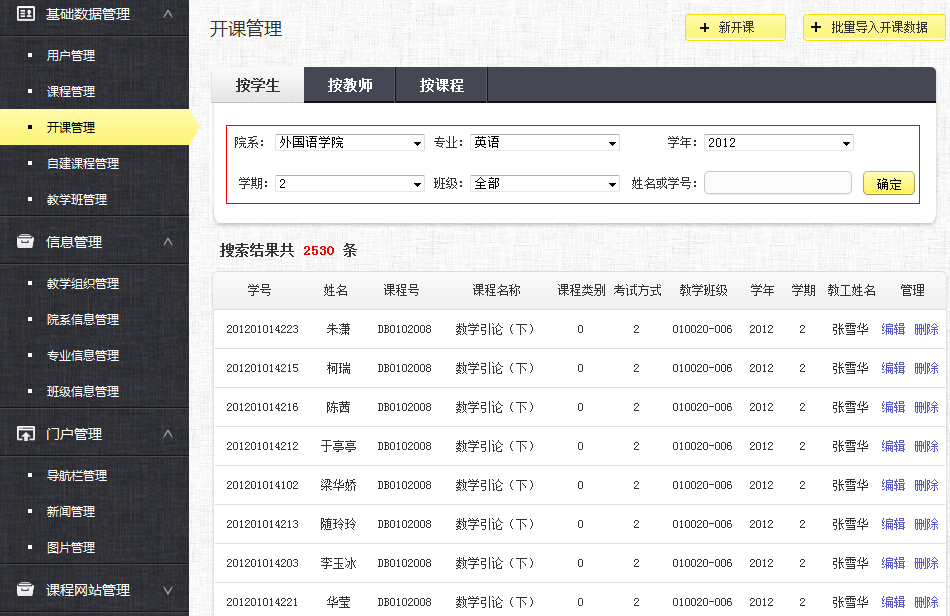 基础数据管理
用户管理
课程管理
开课管理
自建课程管理
教学班管理
信息管理
教学组织管理
院系信息管理
专业信息管理
班级信息管理
门户管理
导航栏管理
新闻管理
图片管理
课程网站管理
开课管理
+ 新开课 + 批量导入开课数据
按学生 按教师 按课程
院系： 外国语学院 专业： 英语 学年： 2012
学期： 2 班级： 全部 姓名或学号： 确定
搜索结果共 2530 条
学号 姓名 课程号 课程名称 课程类别 考试方式 教学班级 学年 学期 教工姓名 管理
201201014223 朱潇 DB0102008 数学引论（下） 0 2 010020-006 2012 2 张雪华 编辑 删除
201201014215 柯瑞 DB0102008 数学引论（下） 0 2 010020-006 2012 2 张雪华 编辑 删除
201201014216 陈茜 DB0102008 数学引论（下） 0 2 010020-006 2012 2 张雪华 编辑 删除
201201014212 于亭亭 DB0102008 数学引论（下） 0 2 010020-006 2012 2 张雪华 编辑 删除
201201014102 梁华娇 DB0102008 数学引论（下） 0 2 010020-006 2012 2 张雪华 编辑 删除
201201014213 随玲玲 DB0102008 数学引论（下） 0 2 010020-006 2012 2 张雪华 编辑 删除
201201014203 李玉冰 DB0102008 数学引论（下） 0 2 010020-006 2012 2 张雪华 编辑 删除
201201014221 华莹 DB0102008 数学引论（下） 0 2 010020-006 2012 2 张雪华 编辑 删除